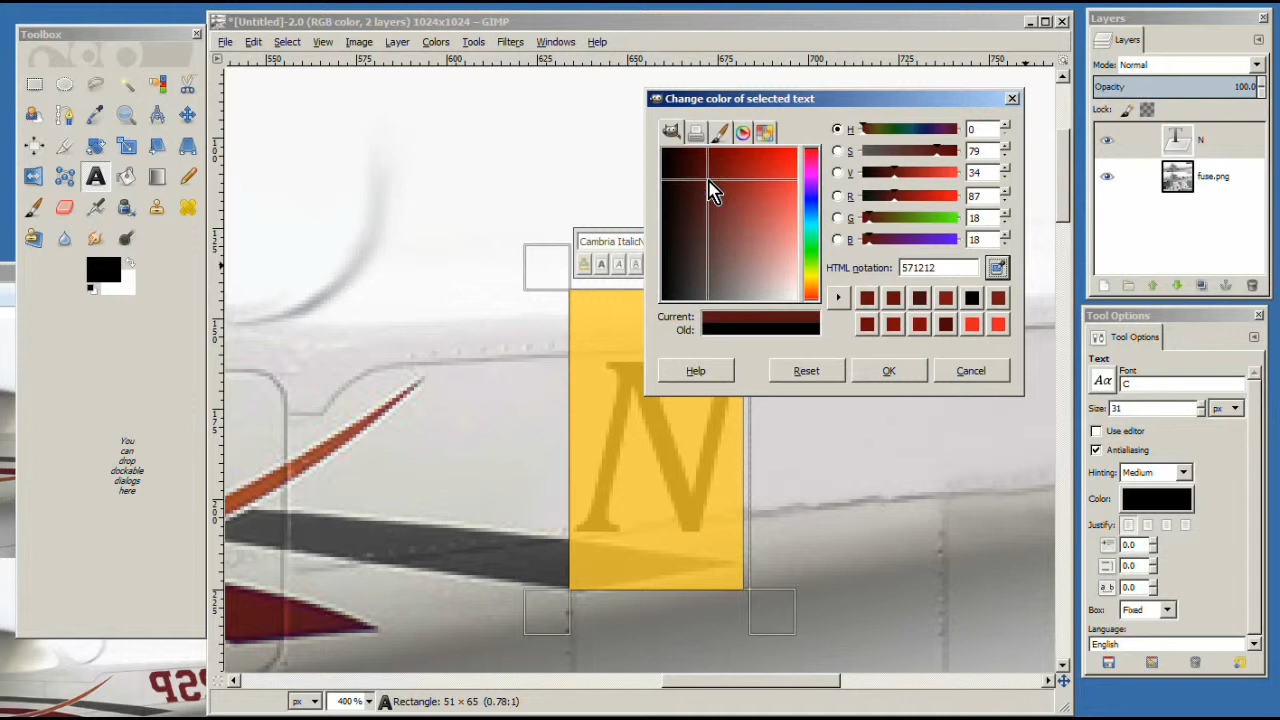 Toolbox
You
can
drop
dockable
dialogs
here
*[Untitled]-2.0 (RGB color, 2 layers) 1024x1024 – GIMP
File Edit Select View Image Layer Colors Tools Filters Windows Help
550 575 600 625 650 675 700 725 750
Cambria ItalicN
N
Change color of selected text
H 0
S 79
V 34
R 87
G 18
B 18
HTML notation: 571212
Current:
Old:
Help Reset OK Cancel
px 400% A Rectangle: 51 × 65 (0.78:1)
Layers
Layers
Mode: Normal
Opacity 100.0
Lock:
T N
fuse.png
Tool Options
Tool Options
Text
Font
Aα C
Size: 31 px
Use editor
Antialiasing
Hinting: Medium
Color:
Justify:
0.0
0.0
a_b 0.0
Box: Fixed
Language:
English